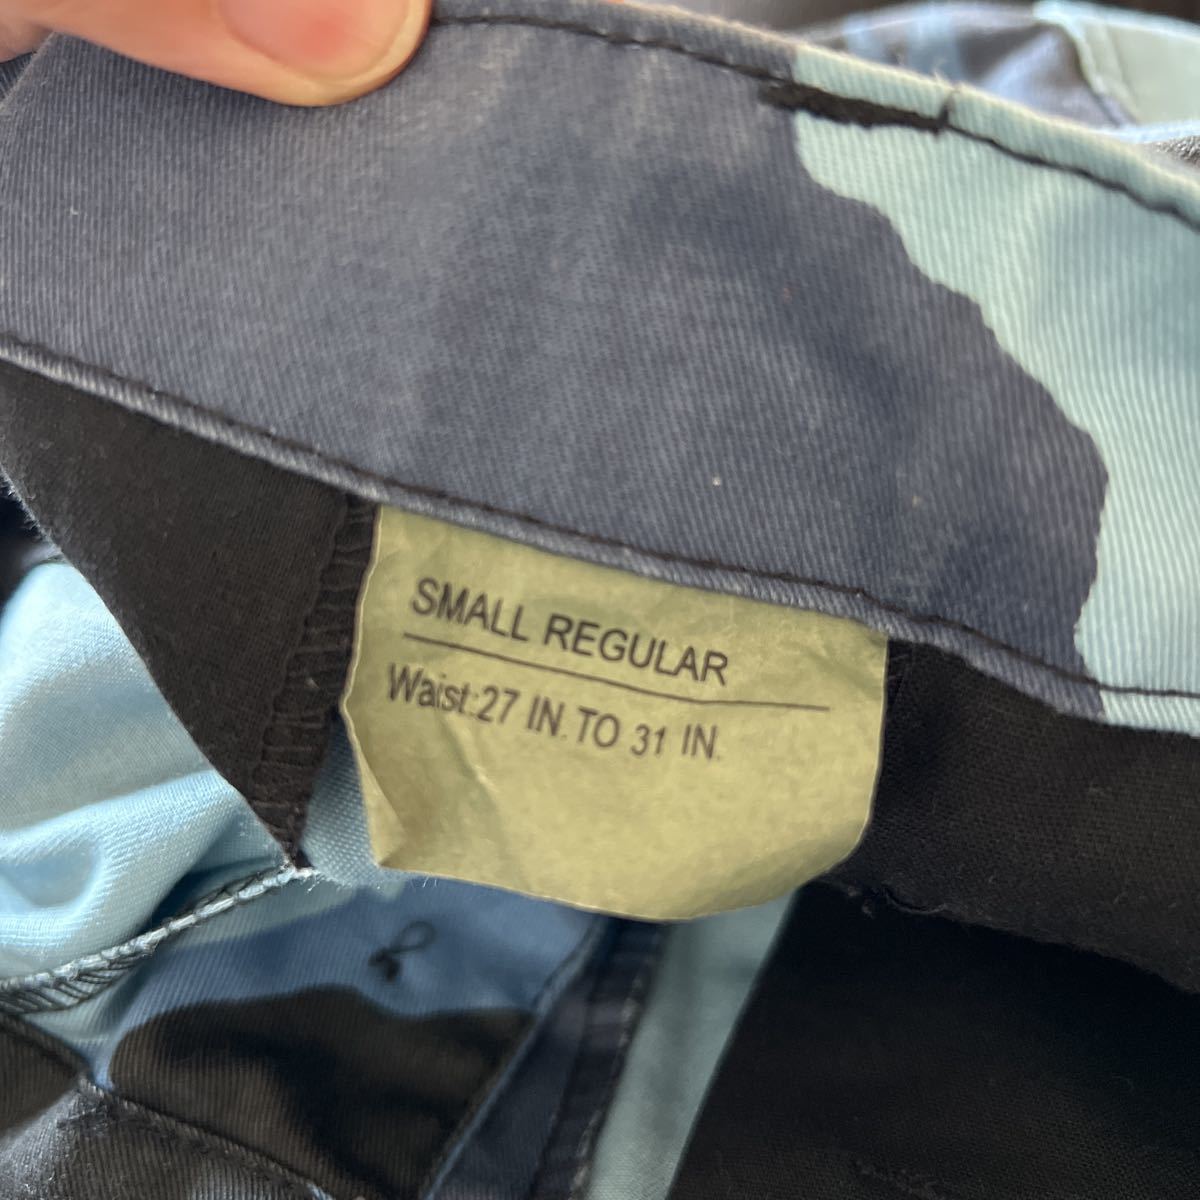 SMALL REGULAR
Waist:27 IN. TO 31 IN.